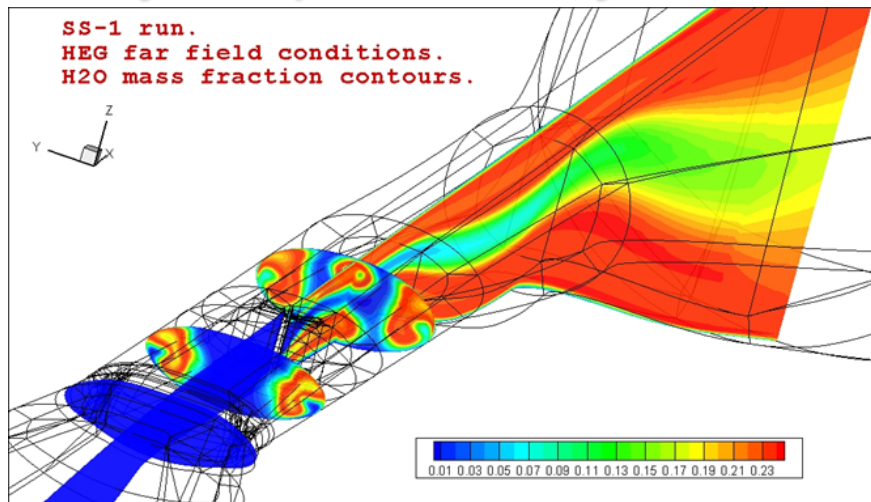 SS-1 run.
HEG far field conditions.
H2O mass fraction contours.
Z
Y
X
0.01 0.03 0.05 0.07 0.09 0.11 0.13 0.15 0.17 0.19 0.21 0.23